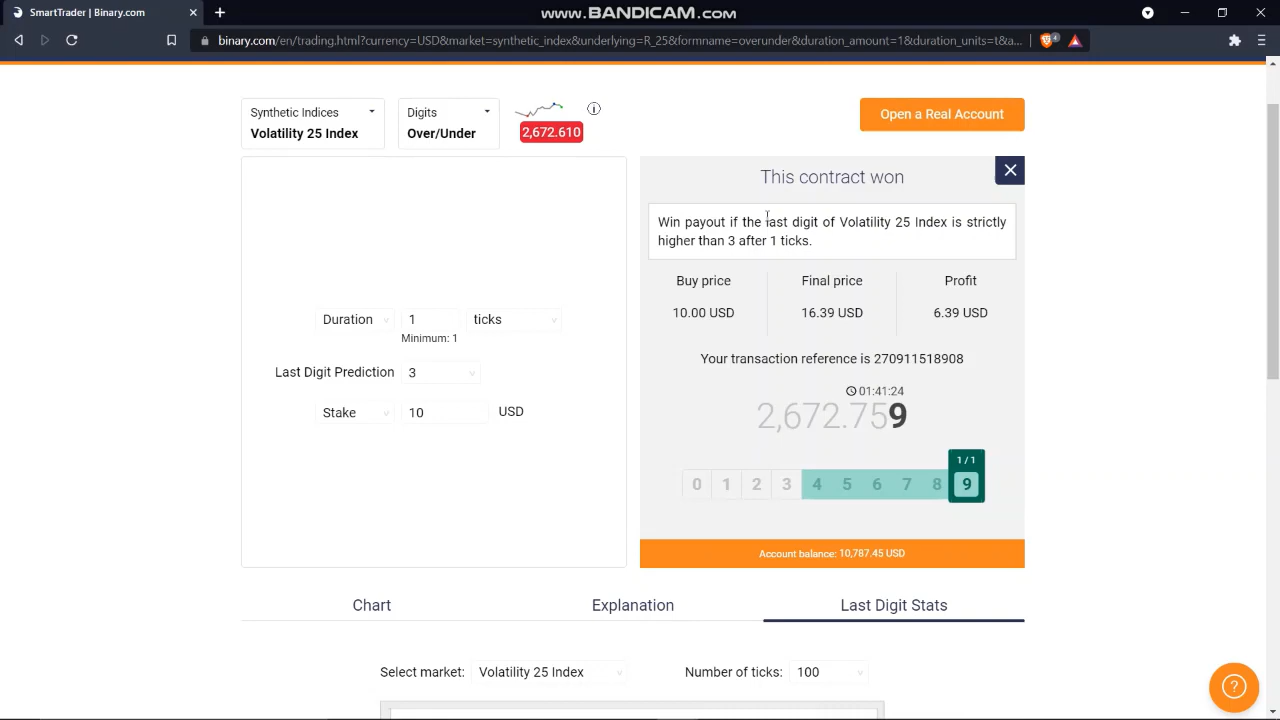 SmartTrader | Binary.com
www.BANDICAM.com
binary.com/en/trading.html?currency=USD&market=synthetic_index&underlying=R_25&formname=overunder&duration_amount=1&duration_units=t&a...
4
Synthetic Indices
Volatility 25 Index
Digits
Over/Under
2,672.610
Open a Real Account
This contract won
Win payout if the last digit of Volatility 25 Index is strictly
higher than 3 after 1 ticks.
Buy price Final price Profit
10.00 USD 16.39 USD 6.39 USD
Your transaction reference is 270911518908
01:41:24
2,672.759
1 / 1
0 1 2 3 4 5 6 7 8 9
Account balance: 10,787.45 USD
Duration 1 ticks
Minimum: 1
Last Digit Prediction 3
Stake 10 USD
Chart Explanation Last Digit Stats
Select market: Volatility 25 Index Number of ticks: 100